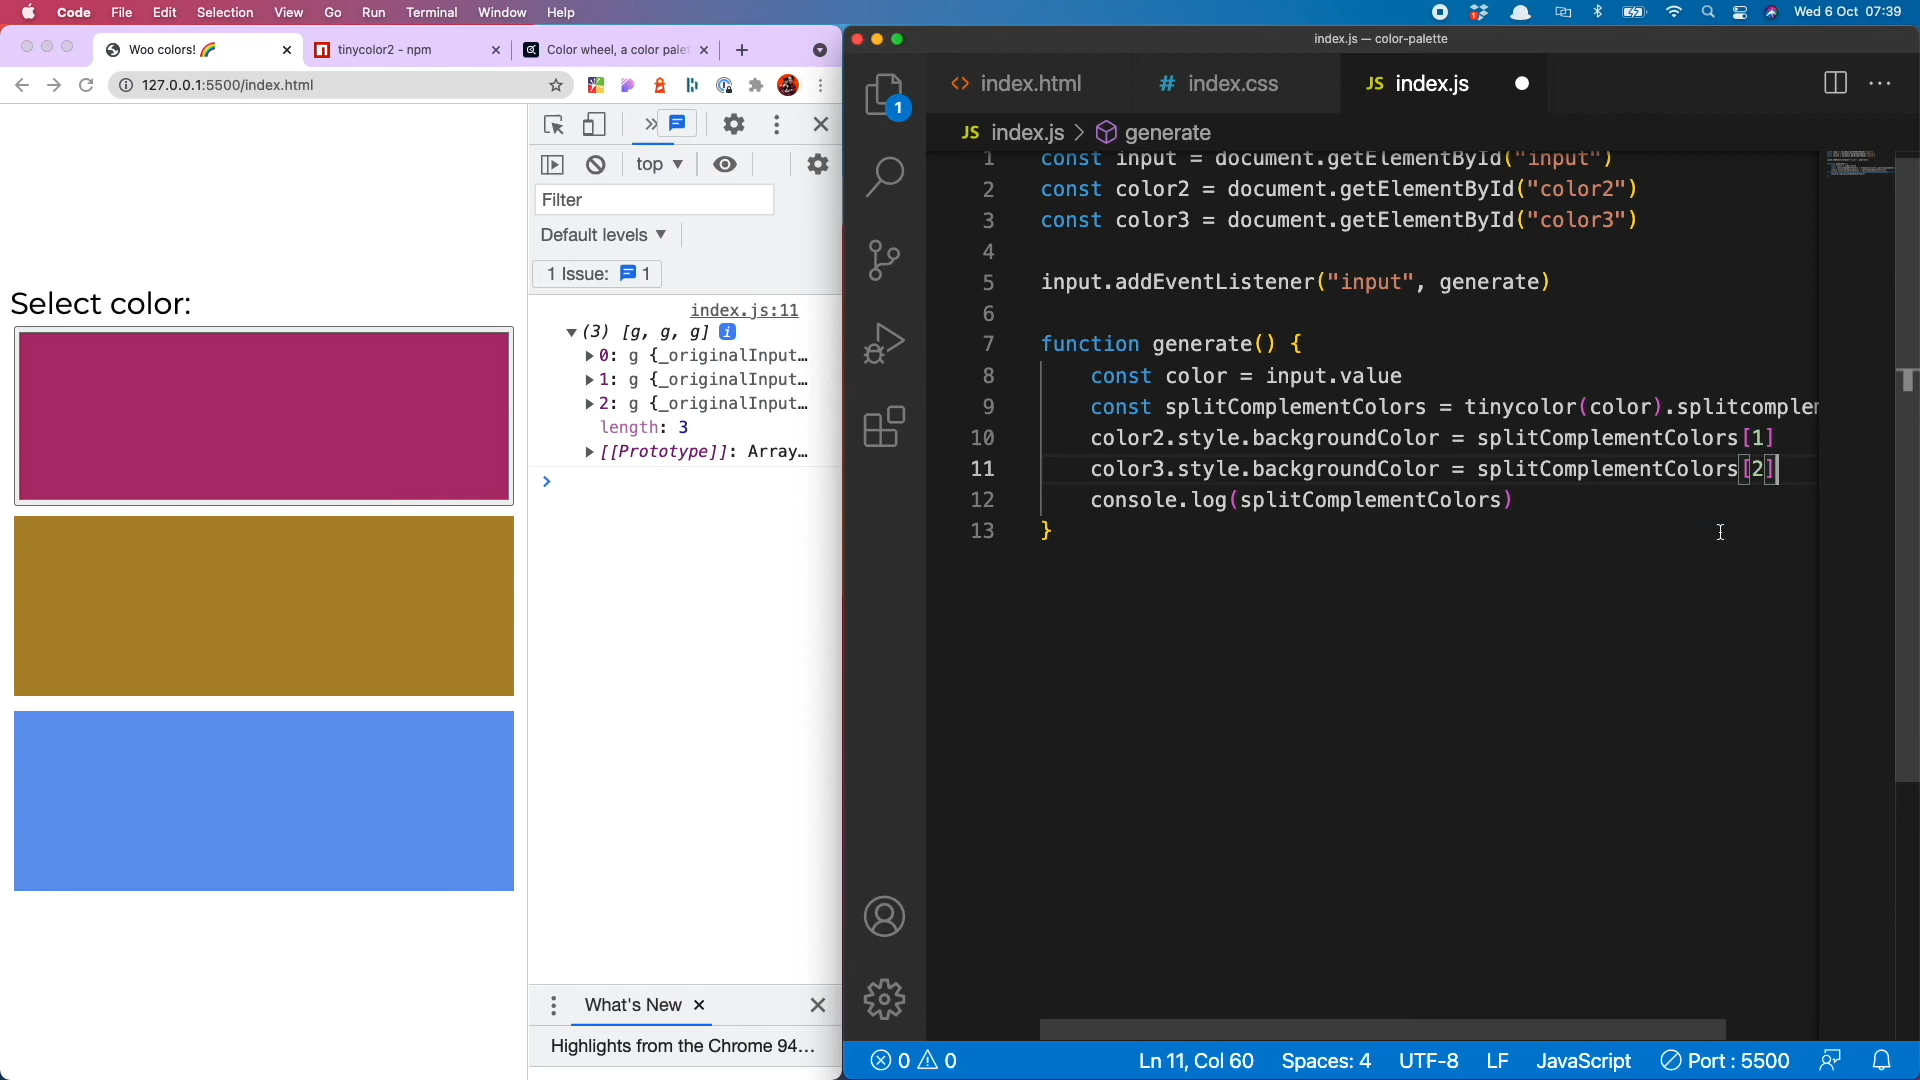 Code File Edit Selection View Go Run Terminal Window Help Wed 6 Oct 07:39
Woo colors! tinycolor2 - npm Color wheel, a color palet
127.0.0.1:5500/index.html
top
Filter
Default levels
1 Issue: 1
index.js:11
(3) [g, g, g]
0: g {_originalInput…
1: g {_originalInput…
2: g {_originalInput…
length: 3
[[Prototype]]: Array…
Select color:
What's New
Highlights from the Chrome 94…
index.js — color-palette
index.html index.css JS index.js
JS index.js > generate
1
1 const input = document.getElementById("input")
2 const color2 = document.getElementById("color2")
3 const color3 = document.getElementById("color3")
4
5 input.addEventListener("input", generate)
6
7 function generate() {
8 const color = input.value
9 const splitComplementColors = tinycolor(color).splitcomplem
10 color2.style.backgroundColor = splitComplementColors[1]
11 color3.style.backgroundColor = splitComplementColors[2]
12 console.log(splitComplementColors)
13 }
0 0 Ln 11, Col 60 Spaces: 4 UTF-8 LF JavaScript Port : 5500